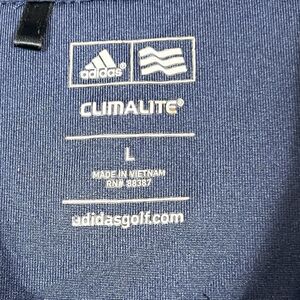 adidas
CLIMALITE®
L
MADE IN VIETNAM
RN# 88387
adidasgolf.com